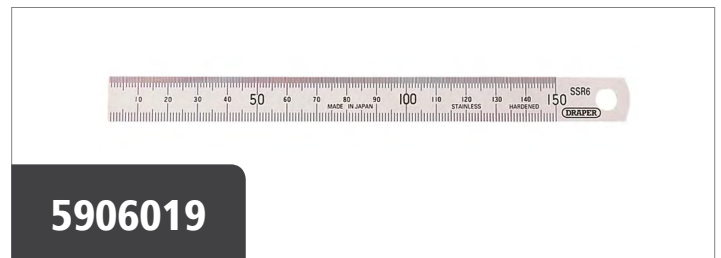 SSR6
10 20 30 40 50 60 70 80 90 100 110 120 130 140 150
MADE IN JAPAN STAINLESS HARDENED
DRAPER
5906019